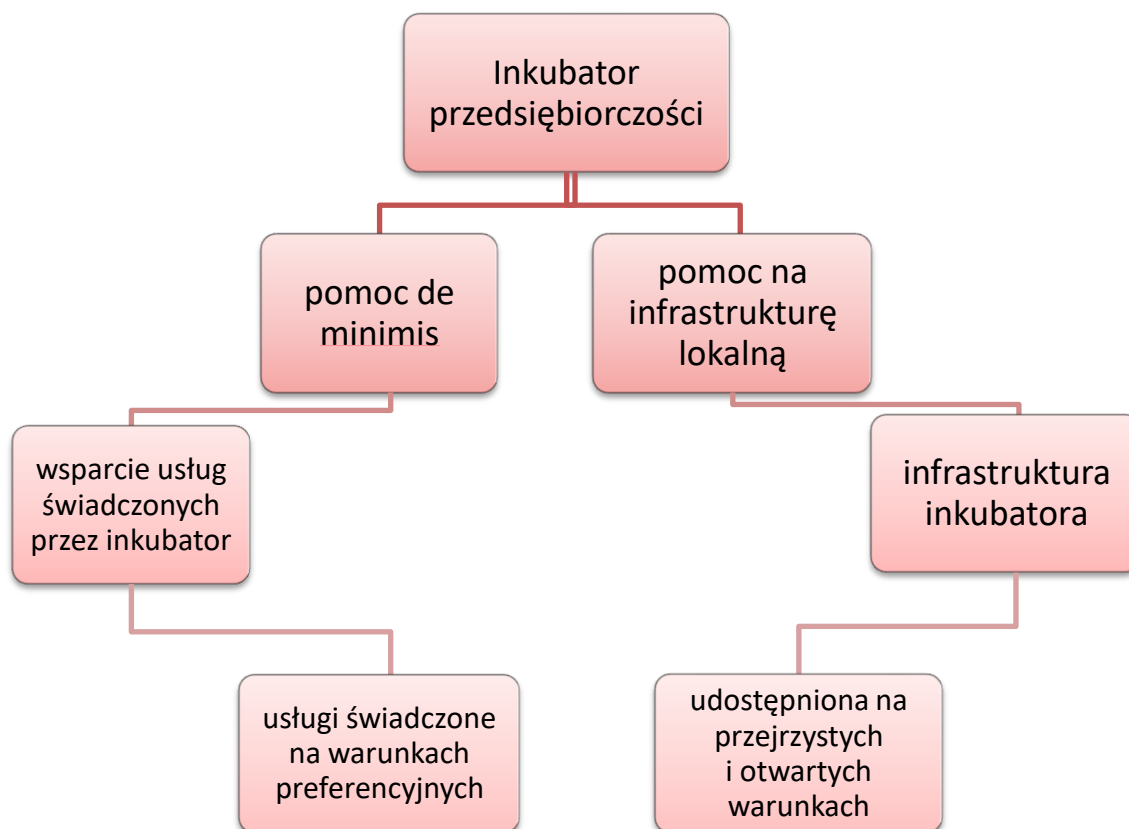 Inkubator
przedsiębiorczości
pomoc de
minimis
pomoc na
infrastrukturę
lokalną
wsparcie usług
świadczonych
przez inkubator
infrastruktura
inkubatora
usługi świadczone
na warunkach
preferencyjnych
udostępniona na
przejrzystych
i otwartych
warunkach